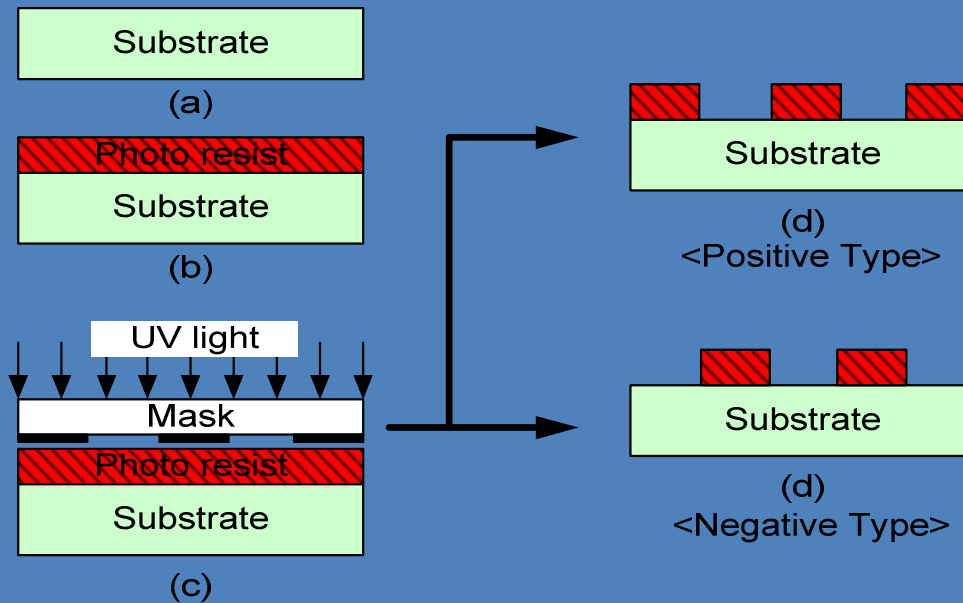 Substrate
(a)
Photo resist
Substrate
(b)
UV light
Mask
Photo resist
Substrate
(c)
Substrate
(d)
<Positive Type>
Substrate
(d)
<Negative Type>